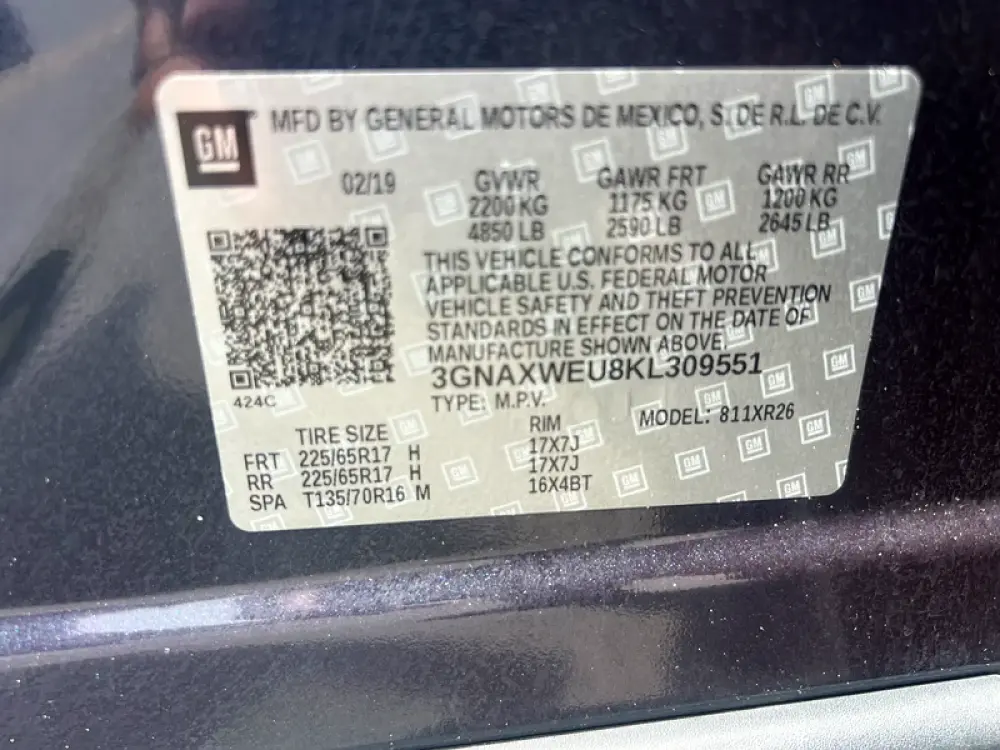 GM
MFD BY GENERAL MOTORS DE MEXICO, S. DE R.L. DE C.V.
02/19
GVWR GAWR FRT GAWR RR
2200 KG 1175 KG 1200 KG
4850 LB 2590 LB 2645 LB
THIS VEHICLE CONFORMS TO ALL
APPLICABLE U.S. FEDERAL MOTOR
VEHICLE SAFETY AND THEFT PREVENTION
STANDARDS IN EFFECT ON THE DATE OF
MANUFACTURE SHOWN ABOVE.
3GNAXWEU8KL309551
424C
TYPE: M.P.V. MODEL: 811XR26
TIRE SIZE RIM
FRT 225/65R17 H 17X7J
RR 225/65R17 H 17X7J
SPA T135/70R16 M 16X4BT